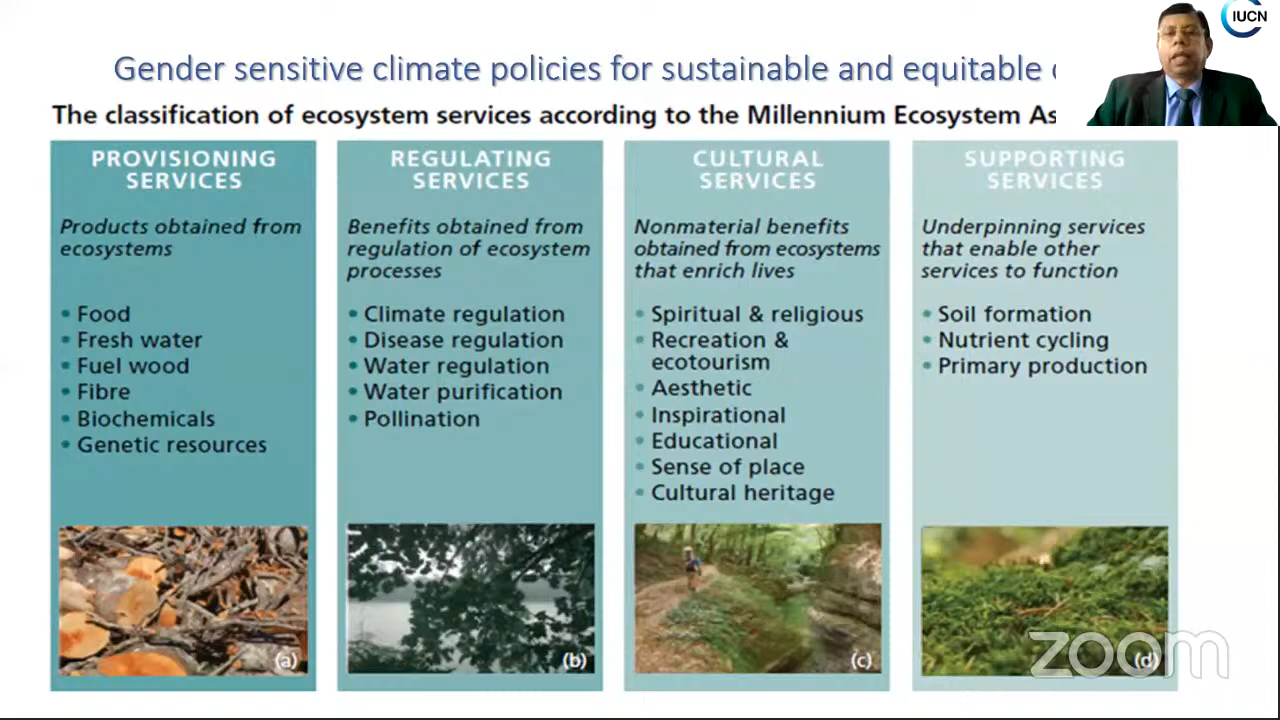 IUCN
Gender sensitive climate policies for sustainable and equitable
The classification of ecosystem services according to the Millennium Ecosystem As
PROVISIONING
SERVICES
Products obtained from
ecosystems
• Food
• Fresh water
• Fuel wood
• Fibre
• Biochemicals
• Genetic resources
(a)
REGULATING
SERVICES
Benefits obtained from
regulation of ecosystem
processes
• Climate regulation
• Disease regulation
• Water regulation
• Water purification
• Pollination
(b)
CULTURAL
SERVICES
Nonmaterial benefits
obtained from ecosystems
that enrich lives
• Spiritual & religious
• Recreation &
ecotourism
• Aesthetic
• Inspirational
• Educational
• Sense of place
• Cultural heritage
(c)
SUPPORTING
SERVICES
Underpinning services
that enable other
services to function
• Soil formation
• Nutrient cycling
• Primary production
(d)
zoom